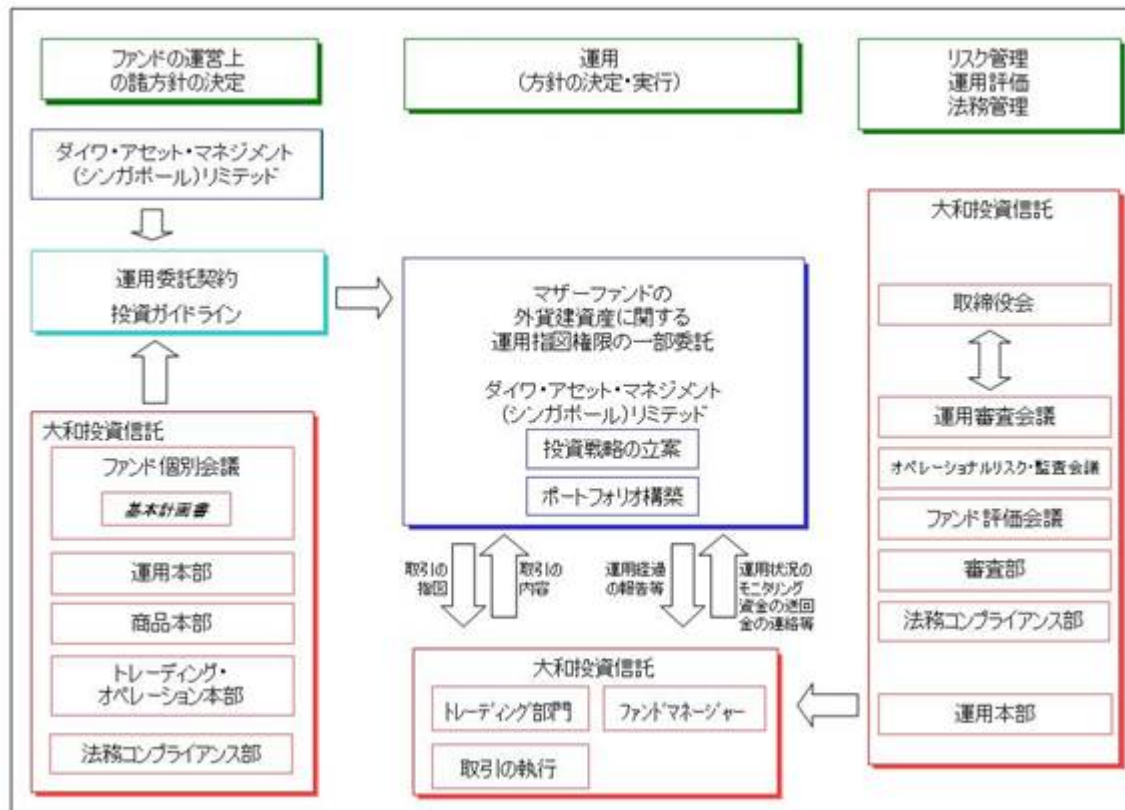 ファンドの運営上
の諸方針の決定
運用
(方針の決定・実行)
リスク管理
運用評価
法務管理
ダイワ・アセット・マネジメント
(シンガポール)リミテッド
運用委託契約
投資ガイドライン
大和投資信託
ファンド個別会議
基本計画書
運用本部
商品本部
トレーディング・
オペレーション本部
法務コンプライアンス部
マザーファンドの
外貨建資産に関する
運用指図権限の一部委託
ダイワ・アセット・マネジメント
(シンガポール)リミテッド
投資戦略の立案
ポートフォリオ構築
取引の
指図
取引の
内容
運用経過
の報告等
運用状況の
モニタリング
資金の送回
金の連絡等
大和投資信託
トレーディング部門
ファンドマネージャー
取引の執行
大和投資信託
取締役会
運用審査会議
オペレーショナルリスク・監査会議
ファンド評価会議
審査部
法務コンプライアンス部
運用本部